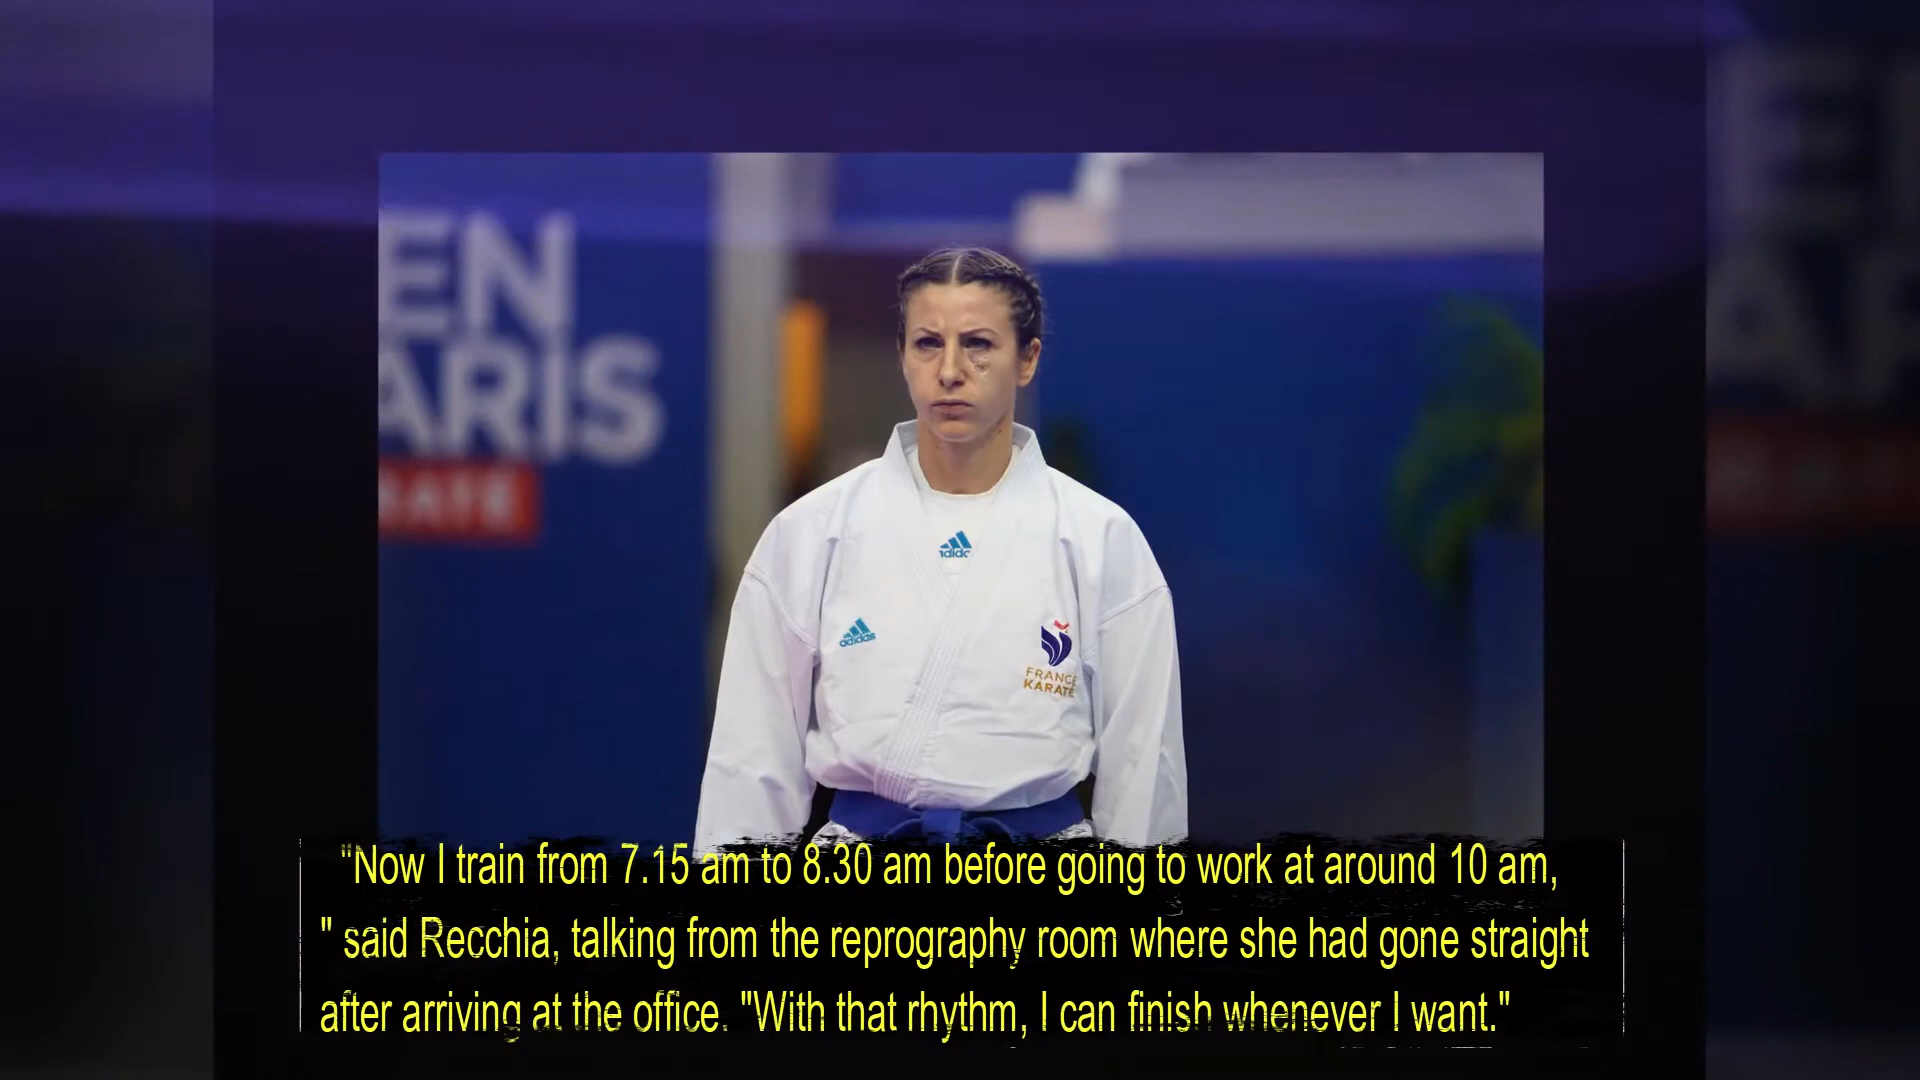 EN
ARIS
RATE
adidas
FRANCE
KARATE
"Now I train from 7.15 am to 8.30 am before going to work at around 10 am,
" said Recchia, talking from the reprography room where she had gone straight
after arriving at the office. "With that rhythm, I can finish whenever I want."